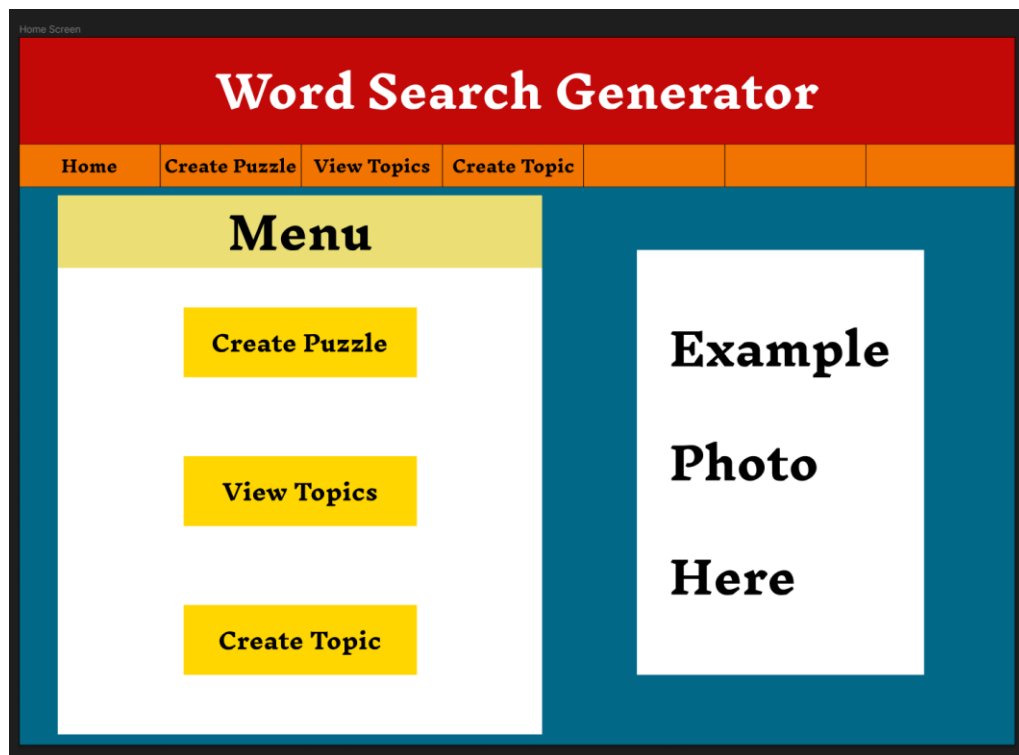 Home Screen
Word Search Generator
Home Create Puzzle View Topics Create Topic
Menu
Create Puzzle
View Topics
Create Topic
Example
Photo
Here